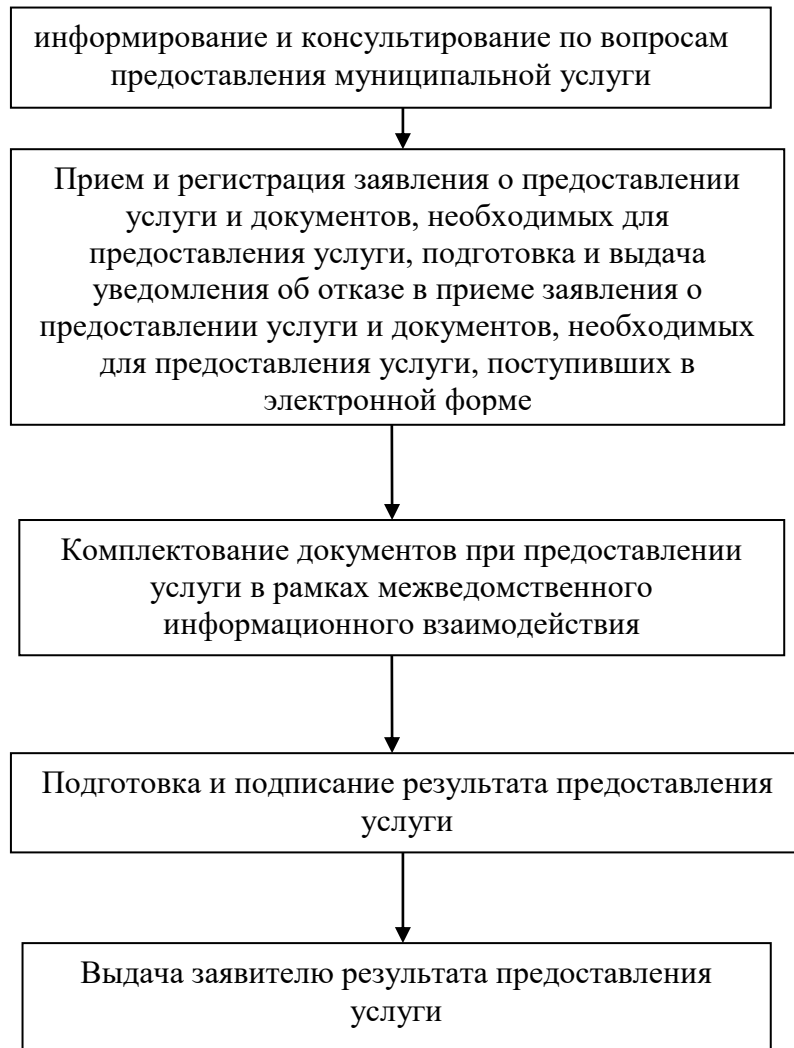 информирование и консультирование по вопросам
предоставления муниципальной услуги
Прием и регистрация заявления о предоставлении
услуги и документов, необходимых для
предоставления услуги, подготовка и выдача
уведомления об отказе в приеме заявления о
предоставлении услуги и документов, необходимых
для предоставления услуги, поступивших в
электронной форме
Комплектование документов при предоставлении
услуги в рамках межведомственного
информационного взаимодействия
Подготовка и подписание результата предоставления
услуги
Выдача заявителю результата предоставления
услуги